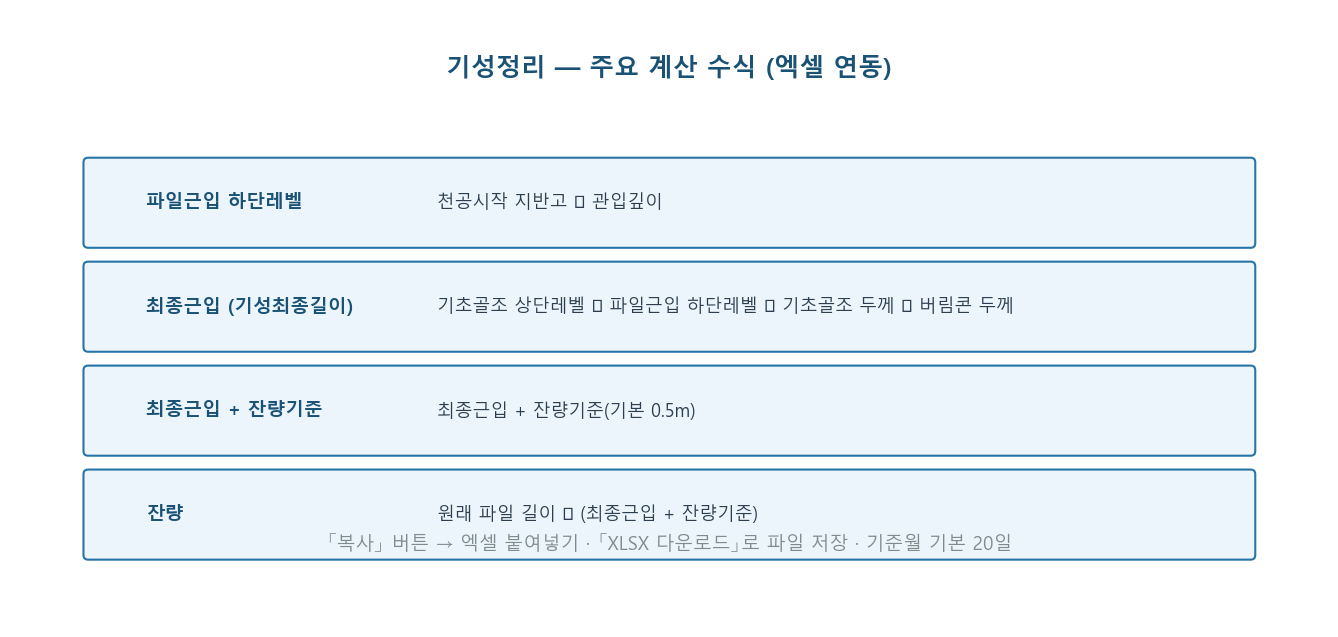 기성정리 — 주요 계산 수식 (엑셀 연동)
파일근입 하단레벨 천공시작 지반고 ▯ 관입깊이
최종근입 (기성최종길이) 기초골조 상단레벨 ▯ 파일근입 하단레벨 ▯ 기초골조 두께 ▯ 버림콘 두께
최종근입 + 잔량기준 최종근입 + 잔량기준(기본 0.5m)
잔량 원래 파일 길이 ▯ (최종근입 + 잔량기준)
「복사」 버튼 → 엑셀 붙여넣기 · 「XLSX 다운로드」로 파일 저장 · 기준월 기본 20일